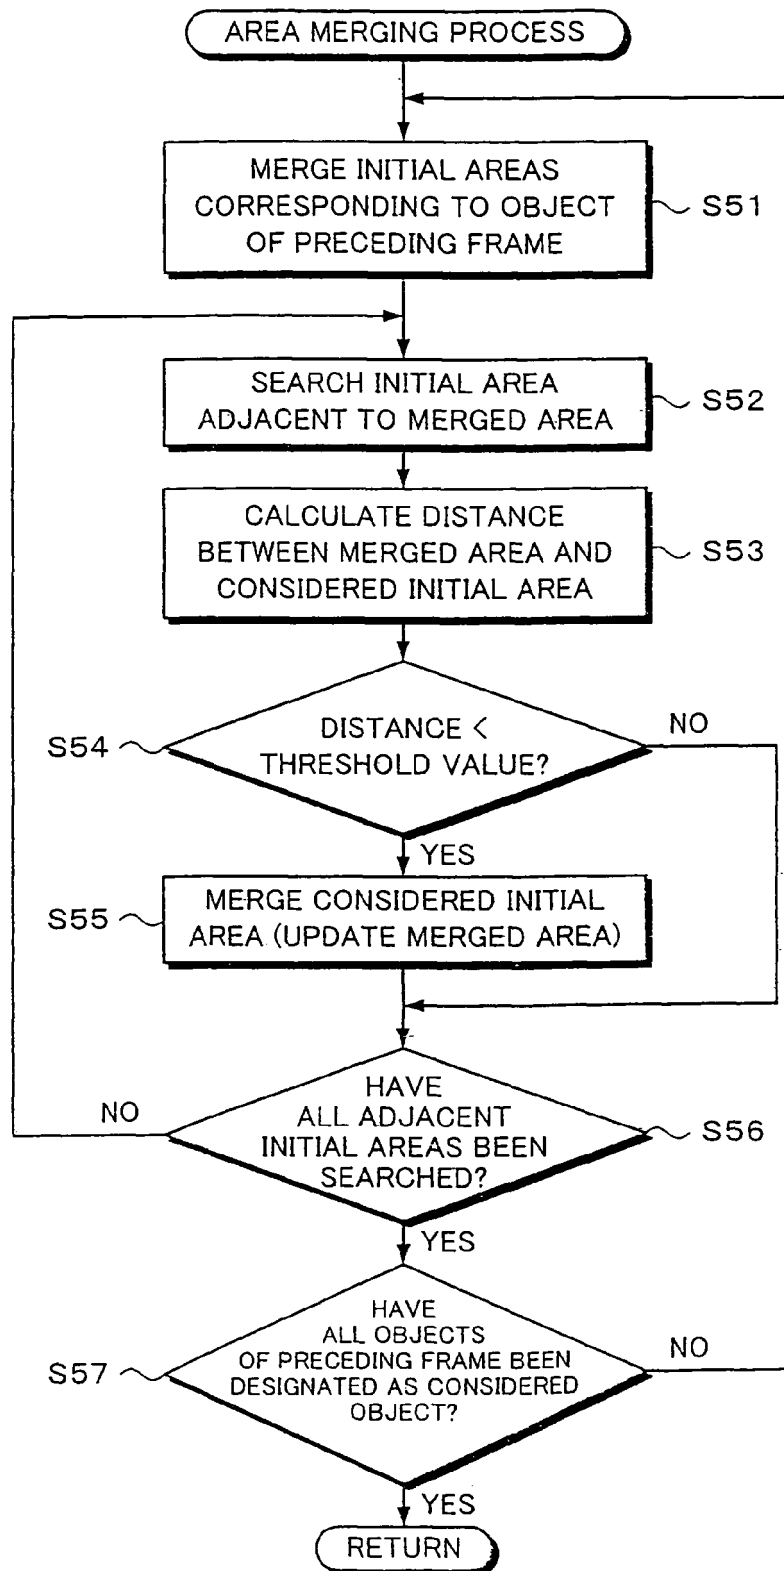 AREA MERGING PROCESS
MERGE INITIAL AREAS
CORRESPONDING TO OBJECT
OF PRECEDING FRAME
S51
SEARCH INITIAL AREA
ADJACENT TO MERGED AREA
S52
CALCULATE DISTANCE
BETWEEN MERGED AREA AND
CONSIDERED INITIAL AREA
S53
S54
DISTANCE <
THRESHOLD VALUE?
NO
YES
S55
MERGE CONSIDERED INITIAL
AREA (UPDATE MERGED AREA)
NO
HAVE
ALL ADJACENT
INITIAL AREAS BEEN
SEARCHED?
S56
YES
S57
HAVE
ALL OBJECTS
OF PRECEDING FRAME BEEN
DESIGNATED AS CONSIDERED
OBJECT?
NO
YES
RETURN